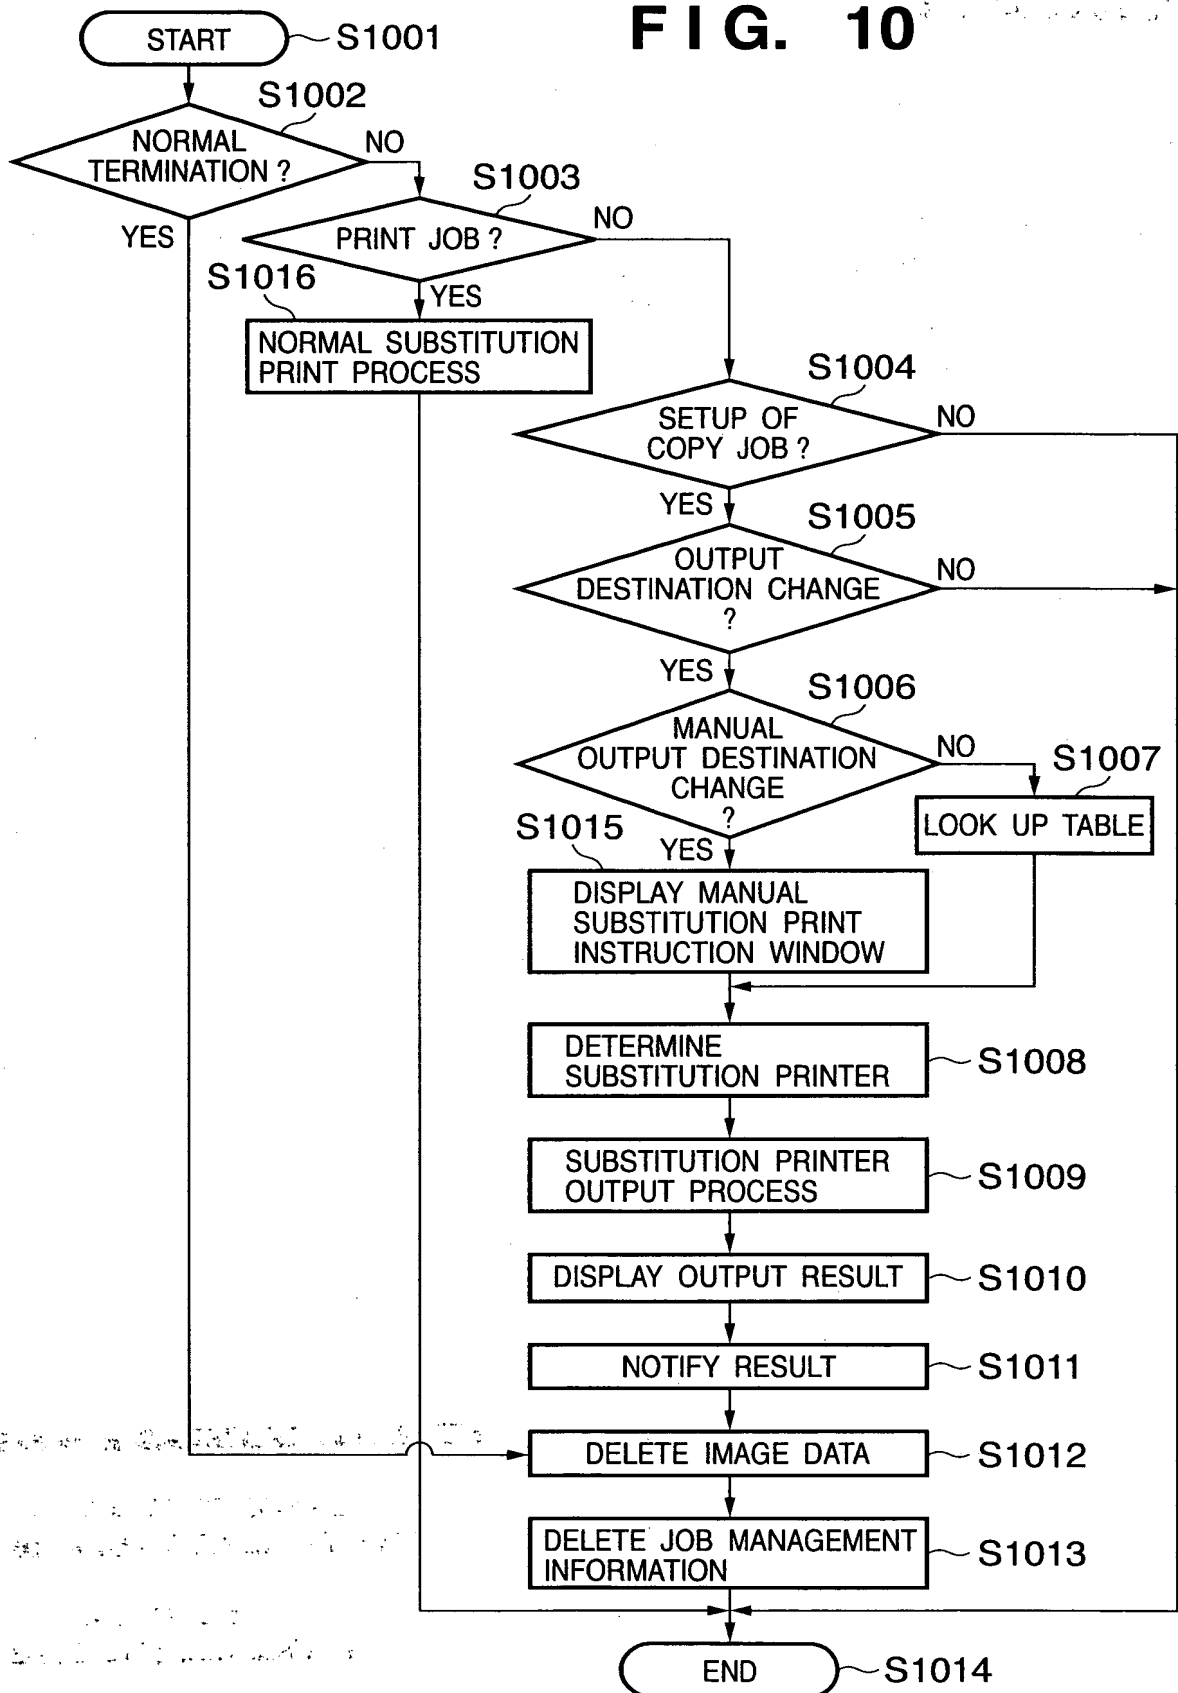 FIG. 10
START
S1001
S1002
NORMAL
TERMINATION ?
NO
YES
S1003
PRINT JOB ?
NO
YES
S1016
NORMAL SUBSTITUTION
PRINT PROCESS
S1004
SETUP OF
COPY JOB ?
NO
YES
S1005
OUTPUT
DESTINATION CHANGE
?
NO
YES
S1006
MANUAL
OUTPUT DESTINATION
CHANGE
?
NO
YES
S1007
LOOK UP TABLE
S1015
DISPLAY MANUAL
SUBSTITUTION PRINT
INSTRUCTION WINDOW
DETERMINE
SUBSTITUTION PRINTER
S1008
SUBSTITUTION PRINTER
OUTPUT PROCESS
S1009
DISPLAY OUTPUT RESULT
S1010
NOTIFY RESULT
S1011
DELETE IMAGE DATA
S1012
DELETE JOB MANAGEMENT
INFORMATION
S1013
END
S1014